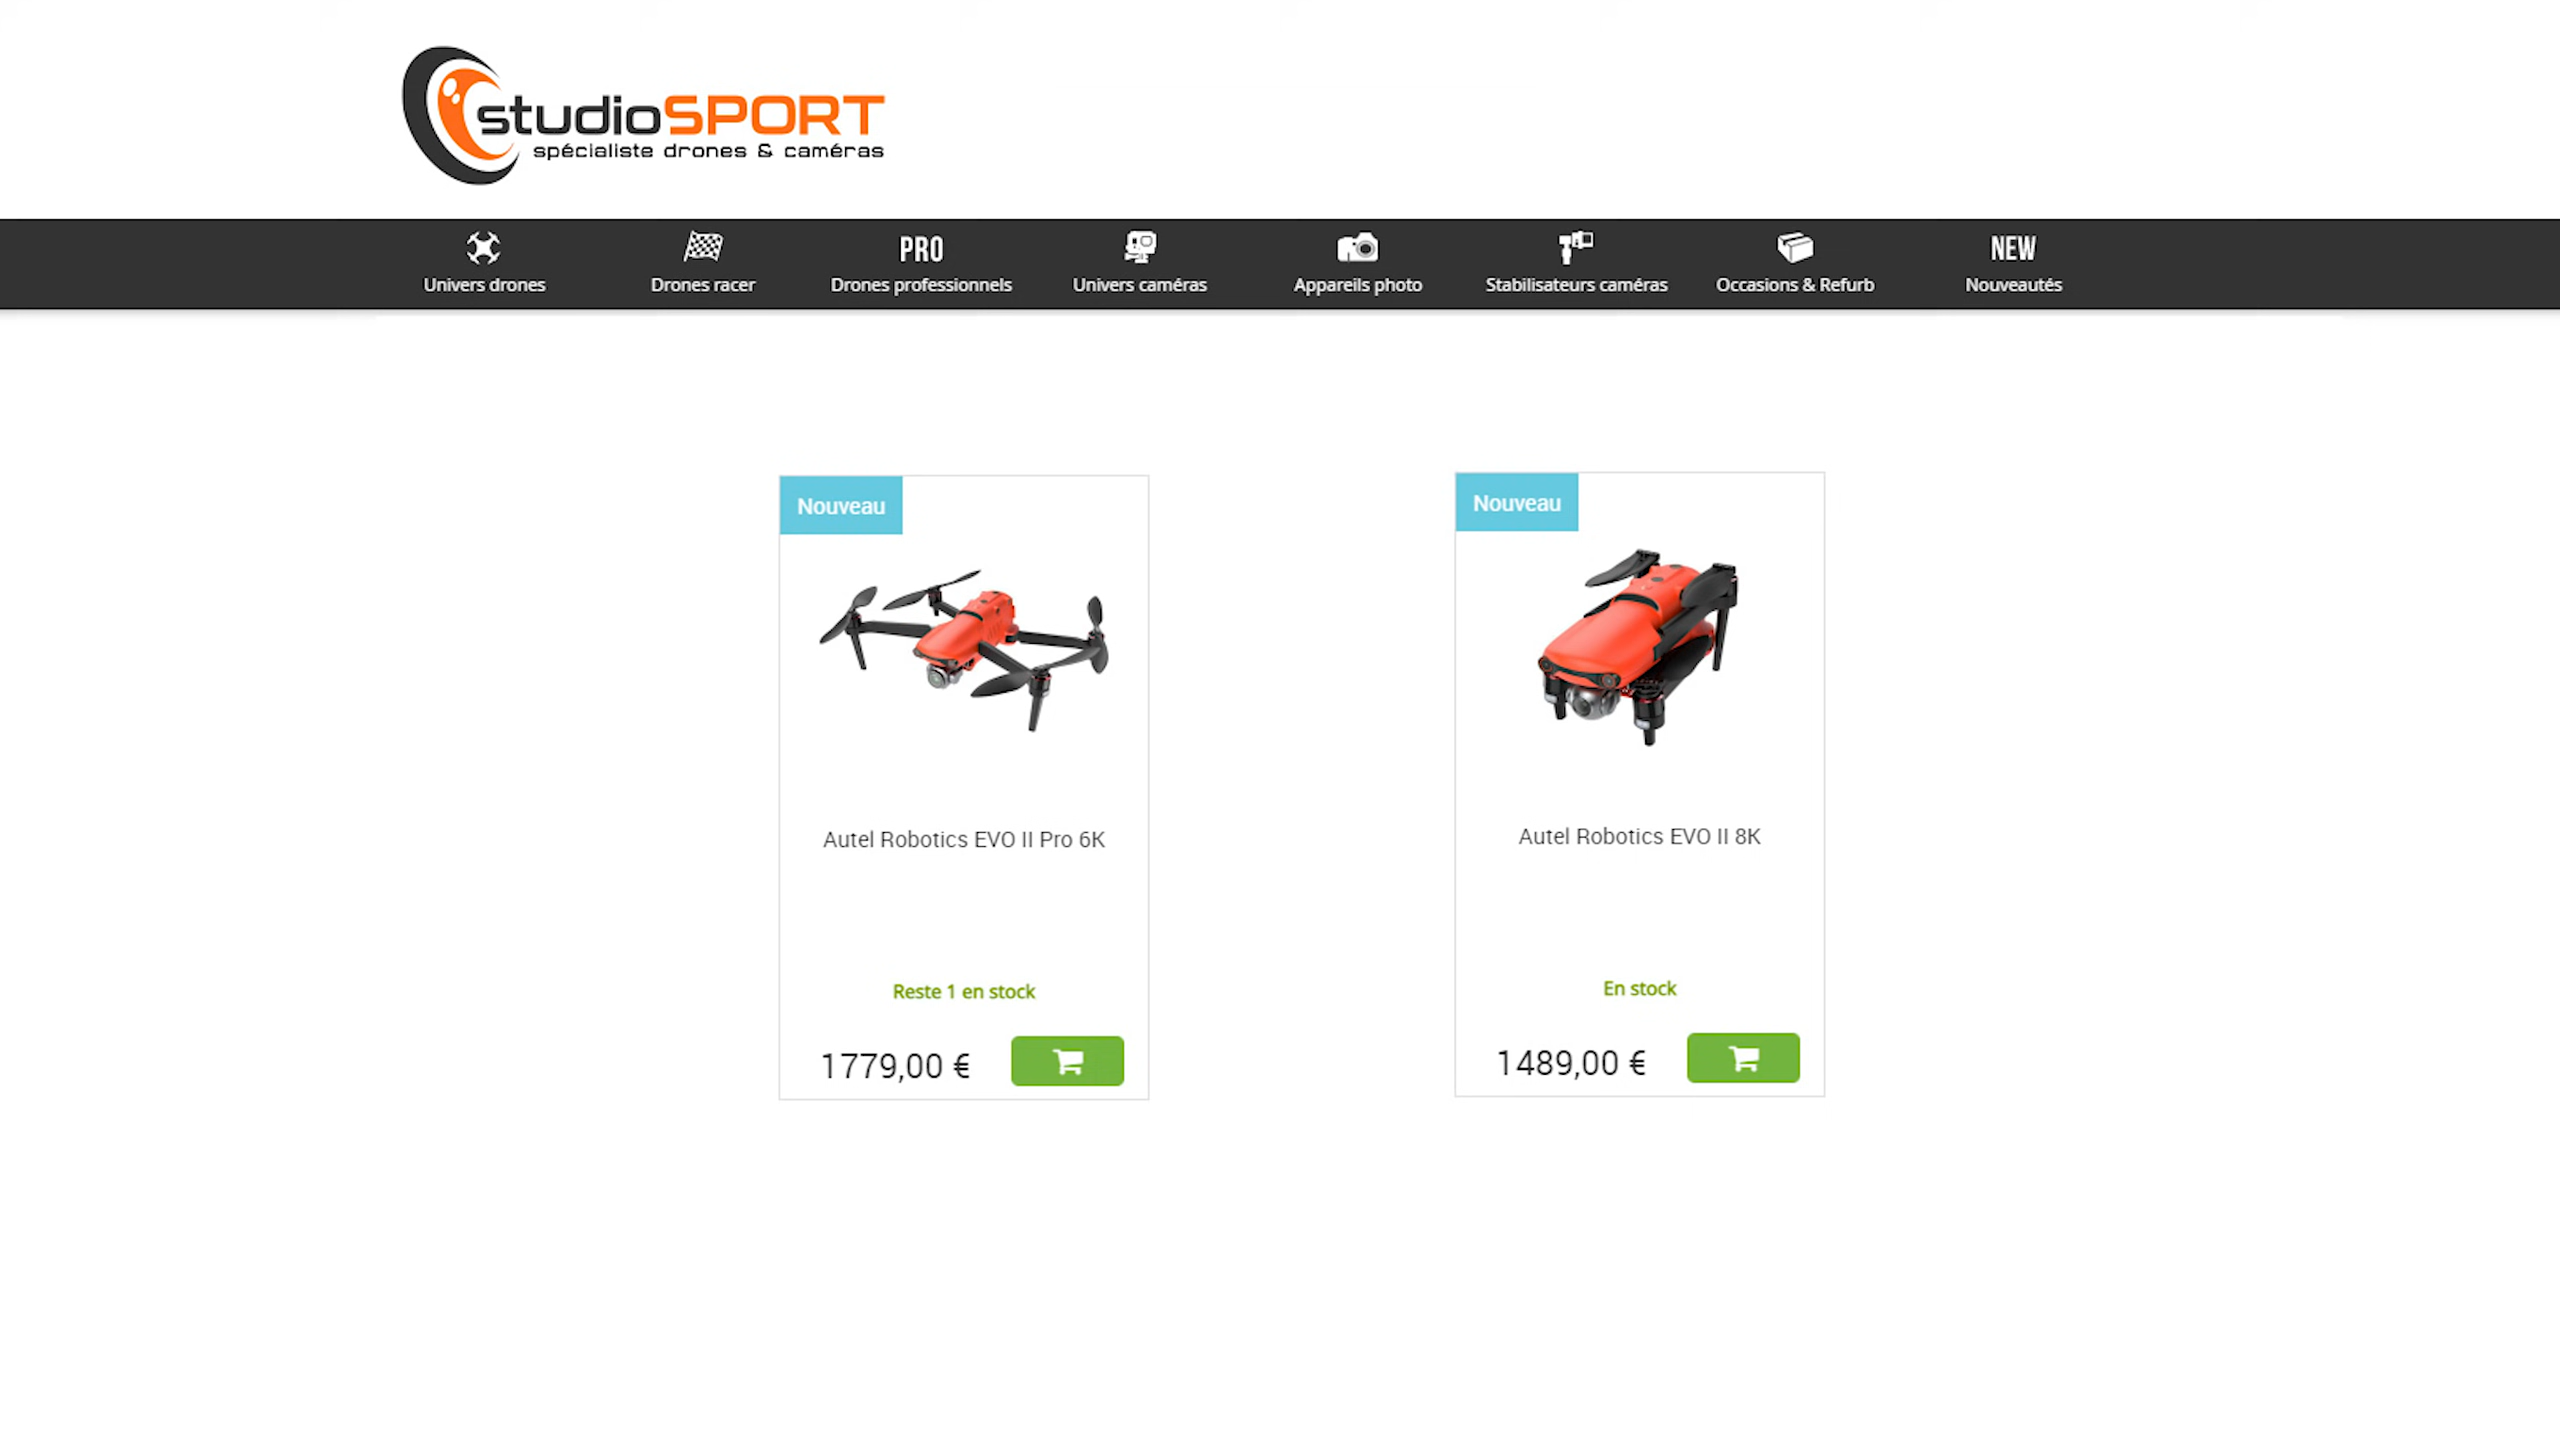 studioSPORT
spécialiste drones & caméras
PRO
NEW
Univers drones
Drones racer
Drones professionnels
Univers caméras
Appareils photo
Stabilisateurs caméras
Occasions & Refurb
Nouveautés
Nouveau
Autel Robotics EVO II Pro 6K
Reste 1 en stock
1779,00 €
Nouveau
Autel Robotics EVO II 8K
En stock
1489,00 €